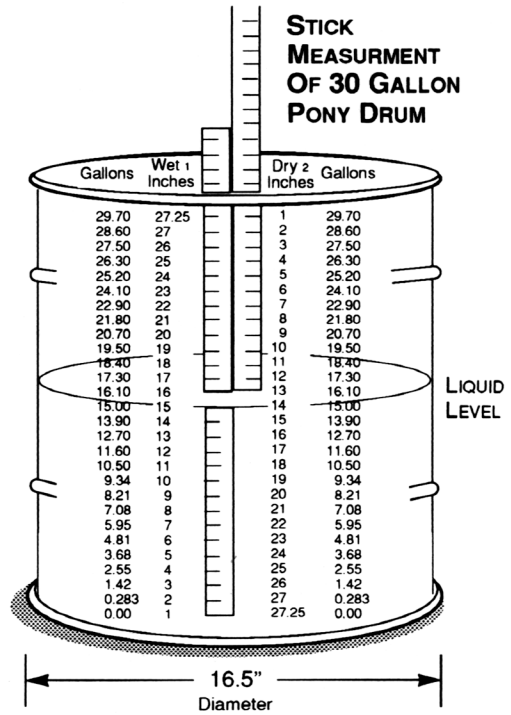 STICK
MEASURMENT
OF 30 GALLON
PONY DRUM
Gallons Wet 1 Inches Dry 2 Inches Gallons
29.70 27.25 1 29.70
28.60 27 2 28.60
27.50 26 3 27.50
26.30 25 4 26.30
25.20 24 5 25.20
24.10 23 6 24.10
22.90 22 7 22.90
21.80 21 8 21.80
20.70 20 9 20.70
19.50 19 10 19.50
18.40 18 11 18.40
17.30 17 12 17.30
16.10 16 13 16.10
15.00 15 14 15.00
13.90 14 15 13.90
12.70 13 16 12.70
11.60 12 17 11.60
10.50 11 18 10.50
9.34 10 19 9.34
8.21 9 20 8.21
7.08 8 21 7.08
5.95 7 22 5.95
4.81 6 23 4.81
3.68 5 24 3.68
2.55 4 25 2.55
1.42 3 26 1.42
0.283 2 27 0.283
0.00 1 27.25 0.00
LIQUID
LEVEL
16.5"
Diameter